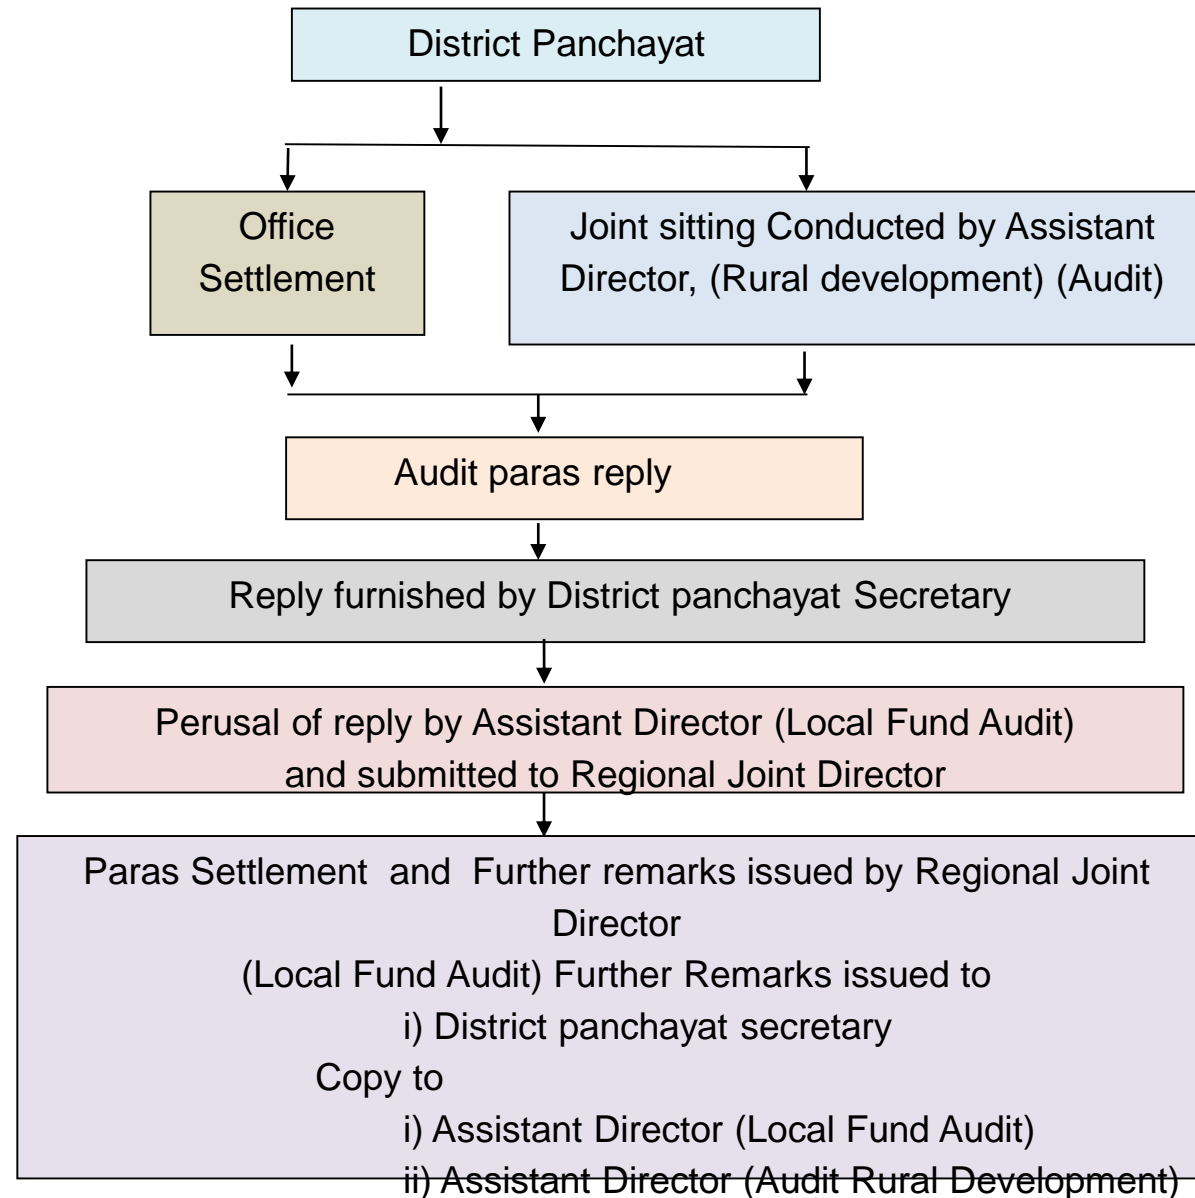 District Panchayat
Office
Settlement
Joint sitting Conducted by Assistant
Director, (Rural development) (Audit)
Audit paras reply
Reply furnished by District panchayat Secretary
Perusal of reply by Assistant Director (Local Fund Audit)
and submitted to Regional Joint Director
Paras Settlement and Further remarks issued by Regional Joint
Director
(Local Fund Audit) Further Remarks issued to
i) District panchayat secretary
Copy to
i) Assistant Director (Local Fund Audit)
ii) Assistant Director (Audit Rural Development)